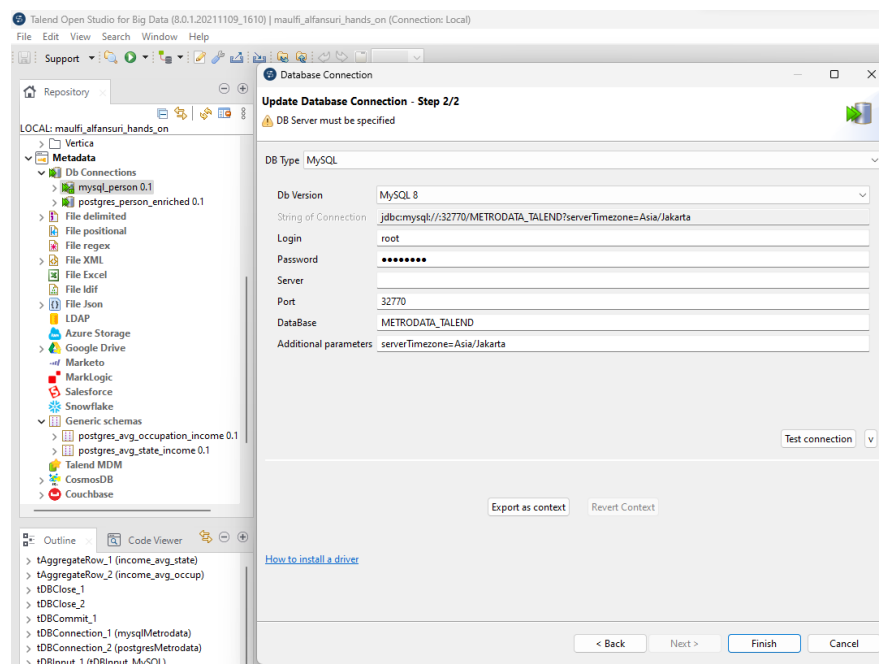 Talend Open Studio for Big Data (8.0.1.20211109_1610) | maulfi_alfansuri_hands_on (Connection: Local)
File Edit View Search Window Help
Support
Repository
LOCAL: maulfi_alfansuri_hands_on
Vertica
Metadata
Db Connections
mysql_person 0.1
postgres_person_enriched 0.1
File delimited
File positional
File regex
File XML
File Excel
File ldif
File Json
LDAP
Azure Storage
Google Drive
Marketo
MarkLogic
Salesforce
Snowflake
Generic schemas
postgres_avg_occupation_income 0.1
postgres_avg_state_income 0.1
Talend MDM
CosmosDB
Couchbase
Outline Code Viewer
tAggregateRow_1 (income_avg_state)
tAggregateRow_2 (income_avg_occup)
tDBClose_1
tDBClose_2
tDBCommit_1
tDBConnection_1 (mysqlMetrodata)
tDBConnection_2 (postgresMetrodata)
tDBInput_1 (tDBInput_MySQL)
Database Connection
Update Database Connection - Step 2/2
DB Server must be specified
DB Type MySQL
Db Version MySQL 8
String of Connection jdbc:mysql://:32770/METRODATA_TALEND?serverTimezone=Asia/Jakarta
Login root
Password ●●●●●●●●
Server
Port 32770
DataBase METRODATA_TALEND
Additional parameters serverTimezone=Asia/Jakarta
Test connection v
Export as context Revert Context
How to install a driver
< Back Next > Finish Cancel